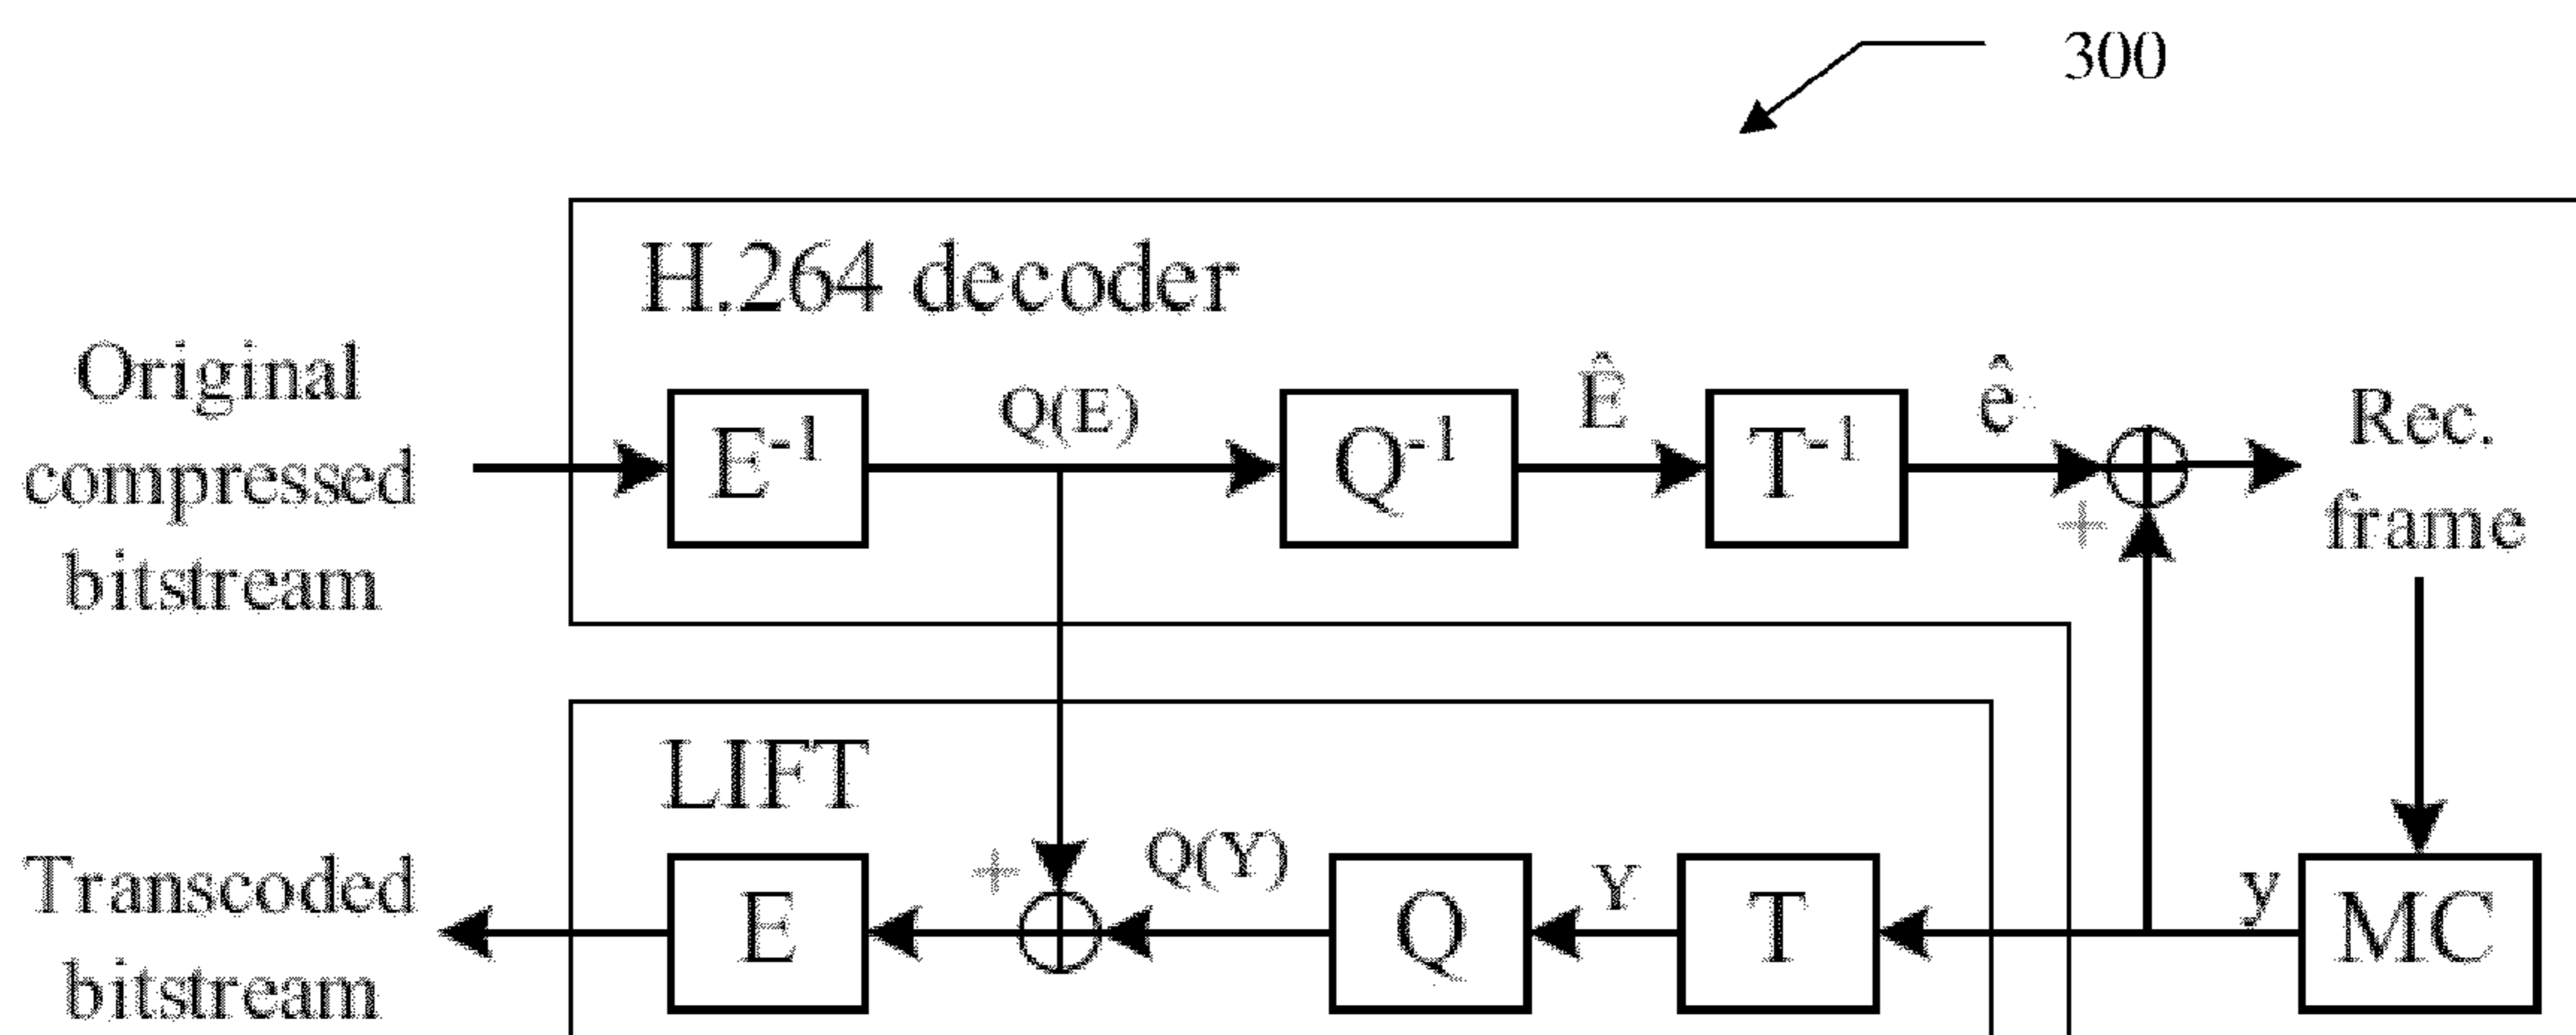 300
H.264 decoder
Original
compressed
bitstream
E-1
Q(E)
Q-1
Ê
T-1
ê
+
Rec.
frame
LIFT
Transcoded
bitstream
E
+
Q(Y)
Q
Y
T
y
MC